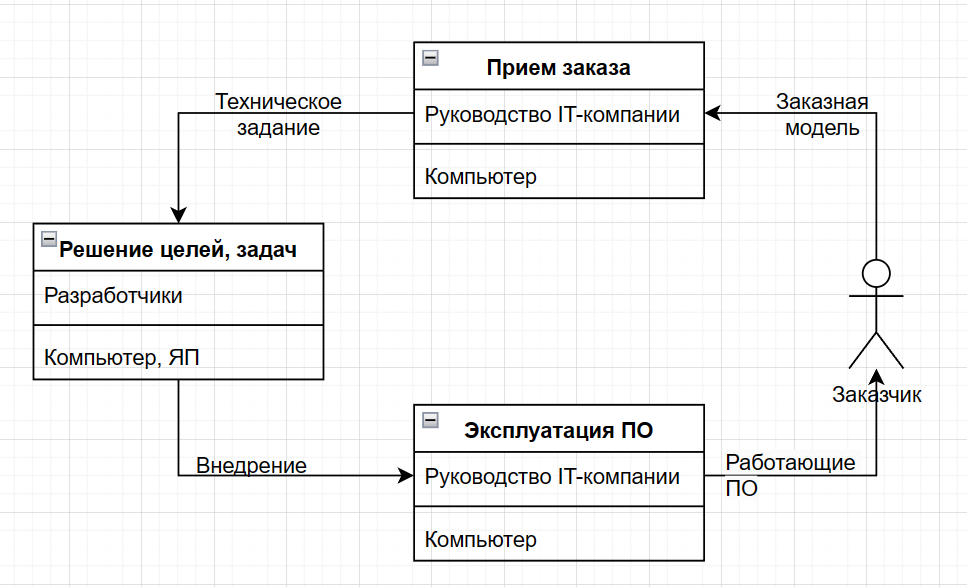 Прием заказа
Руководство IT-компании
Компьютер
Техническое
задание
Заказная
модель
Решение целей, задач
Разработчики
Компьютер, ЯП
Заказчик
Внедрение
Эксплуатация ПО
Руководство IT-компании
Компьютер
Работающие
ПО